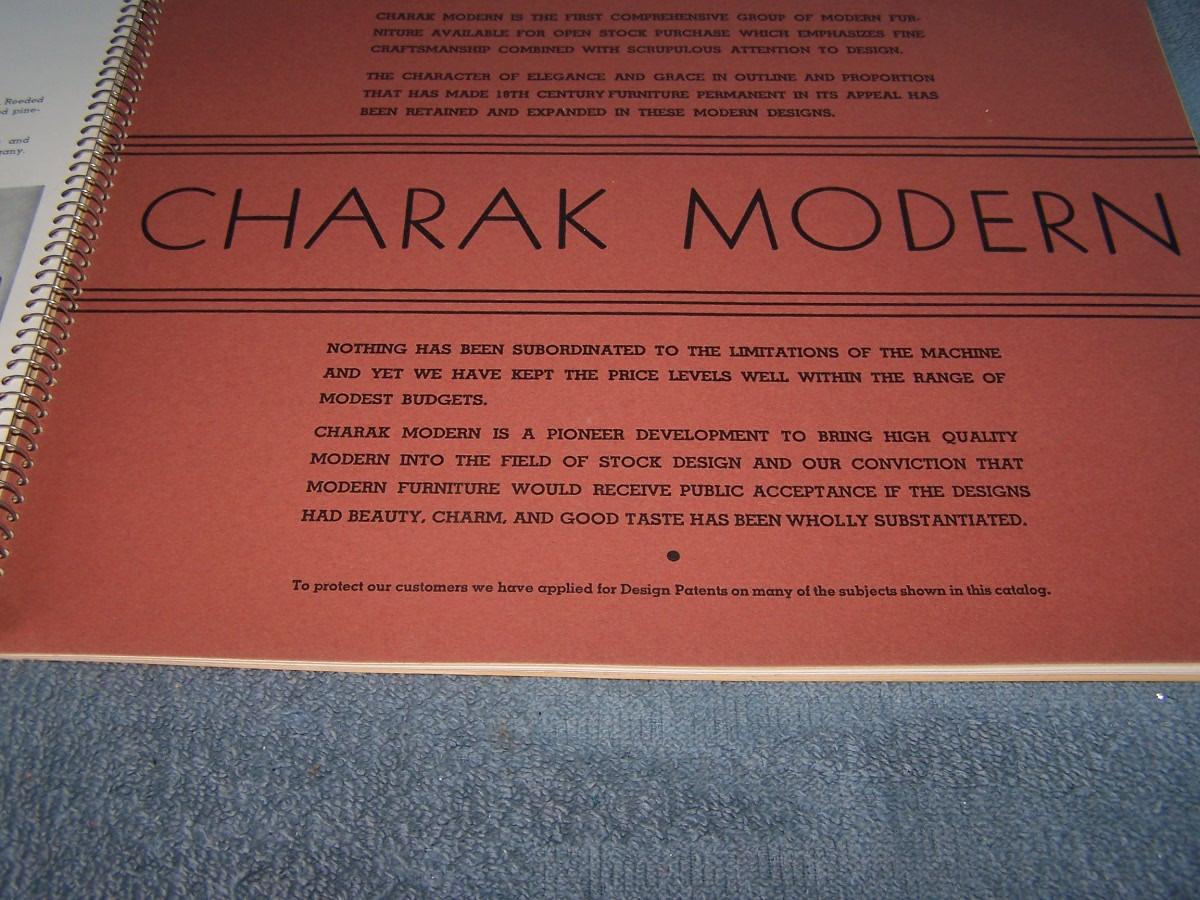 Reeded
pine-
and
CHARAK MODERN IS THE FIRST COMPREHENSIVE GROUP OF MODERN FUR-
NITURE AVAILABLE FOR OPEN STOCK PURCHASE WHICH EMPHASIZES FINE
CRAFTSMANSHIP COMBINED WITH SCRUPULOUS ATTENTION TO DESIGN.
THE CHARACTER OF ELEGANCE AND GRACE IN OUTLINE AND PROPORTION
THAT HAS MADE 18TH CENTURY FURNITURE PERMANENT IN ITS APPEAL HAS
BEEN RETAINED AND EXPANDED IN THESE MODERN DESIGNS.
CHARAK MODERN
NOTHING HAS BEEN SUBORDINATED TO THE LIMITATIONS OF THE MACHINE
AND YET WE HAVE KEPT THE PRICE LEVELS WELL WITHIN THE RANGE OF
MODEST BUDGETS.
CHARAK MODERN IS A PIONEER DEVELOPMENT TO BRING HIGH QUALITY
MODERN INTO THE FIELD OF STOCK DESIGN AND OUR CONVICTION THAT
MODERN FURNITURE WOULD RECEIVE PUBLIC ACCEPTANCE IF THE DESIGNS
HAD BEAUTY, CHARM, AND GOOD TASTE HAS BEEN WHOLLY SUBSTANTIATED.
To protect our customers we have applied for Design Patents on many of the subjects shown in this catalog.